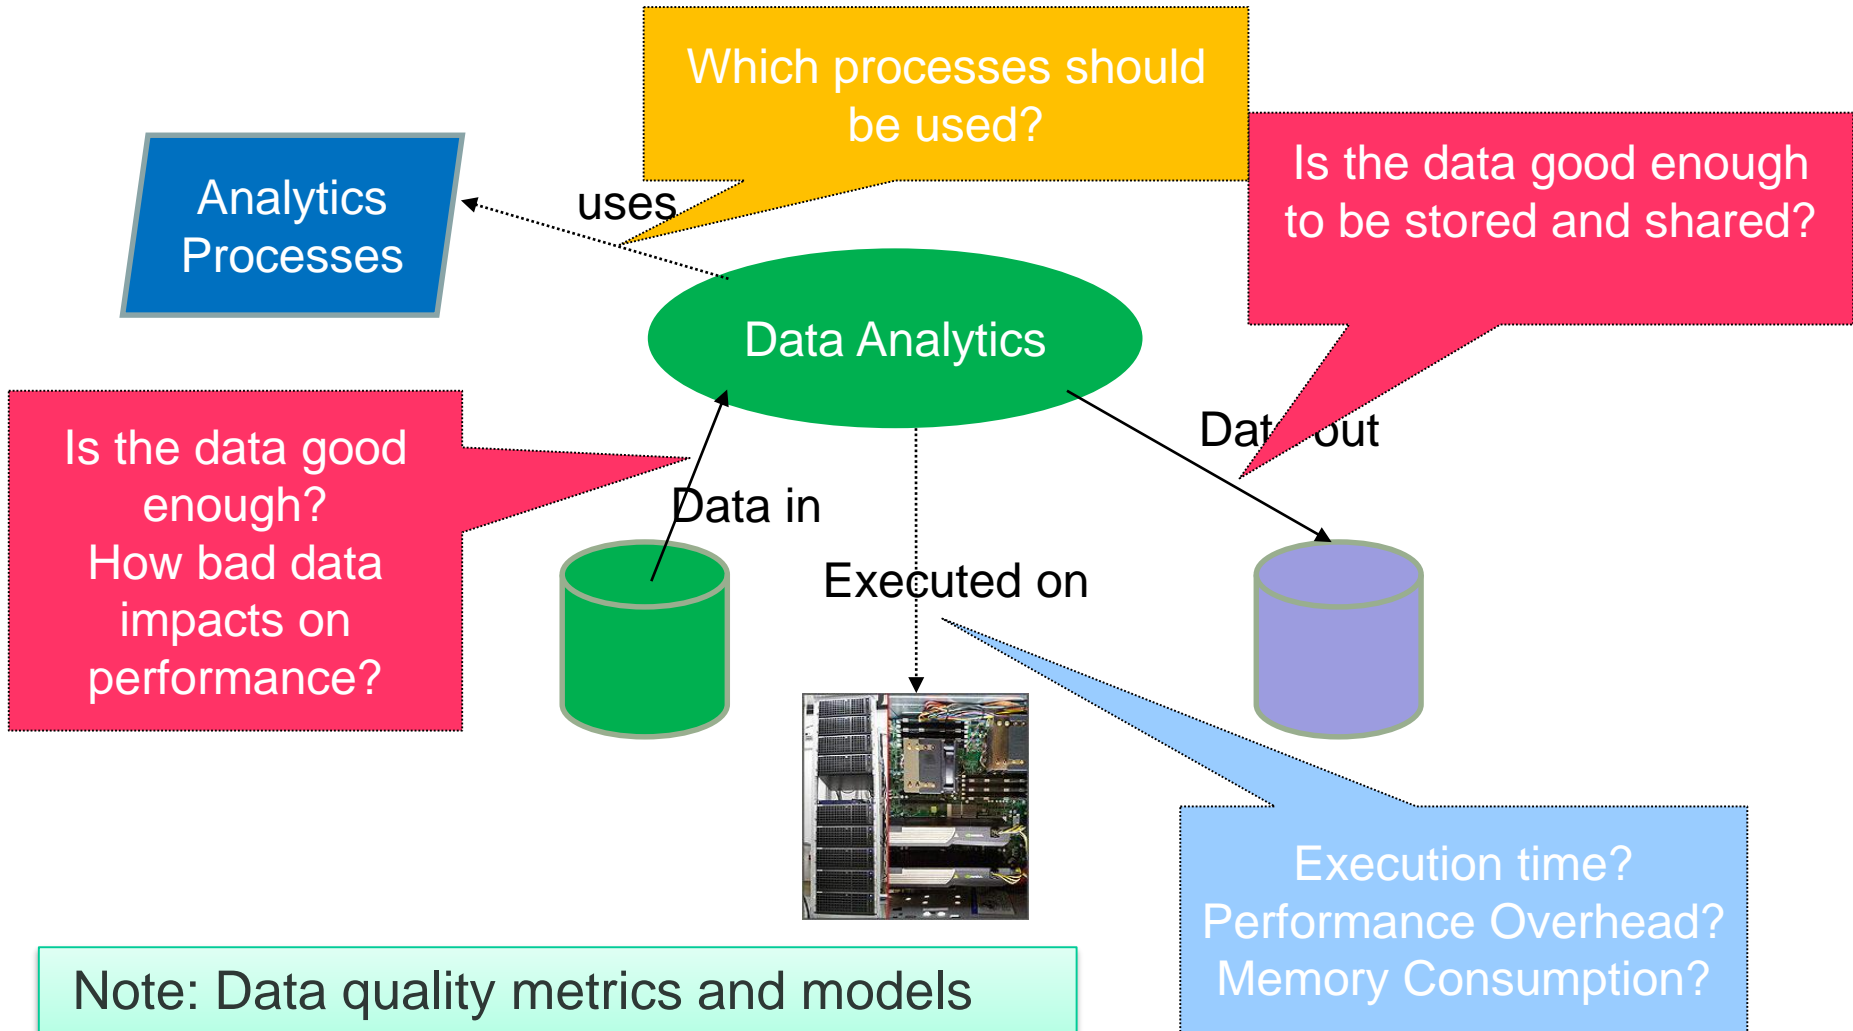 Which processes should
be used?
Is the data good enough
to be stored and shared?
Analytics
Processes
uses
Data Analytics
Is the data good
enough?
How bad data
impacts on
performance?
Data in
Data out
Executed on
Execution time?
Performance Overhead?
Memory Consumption?
Note: Data quality metrics and models